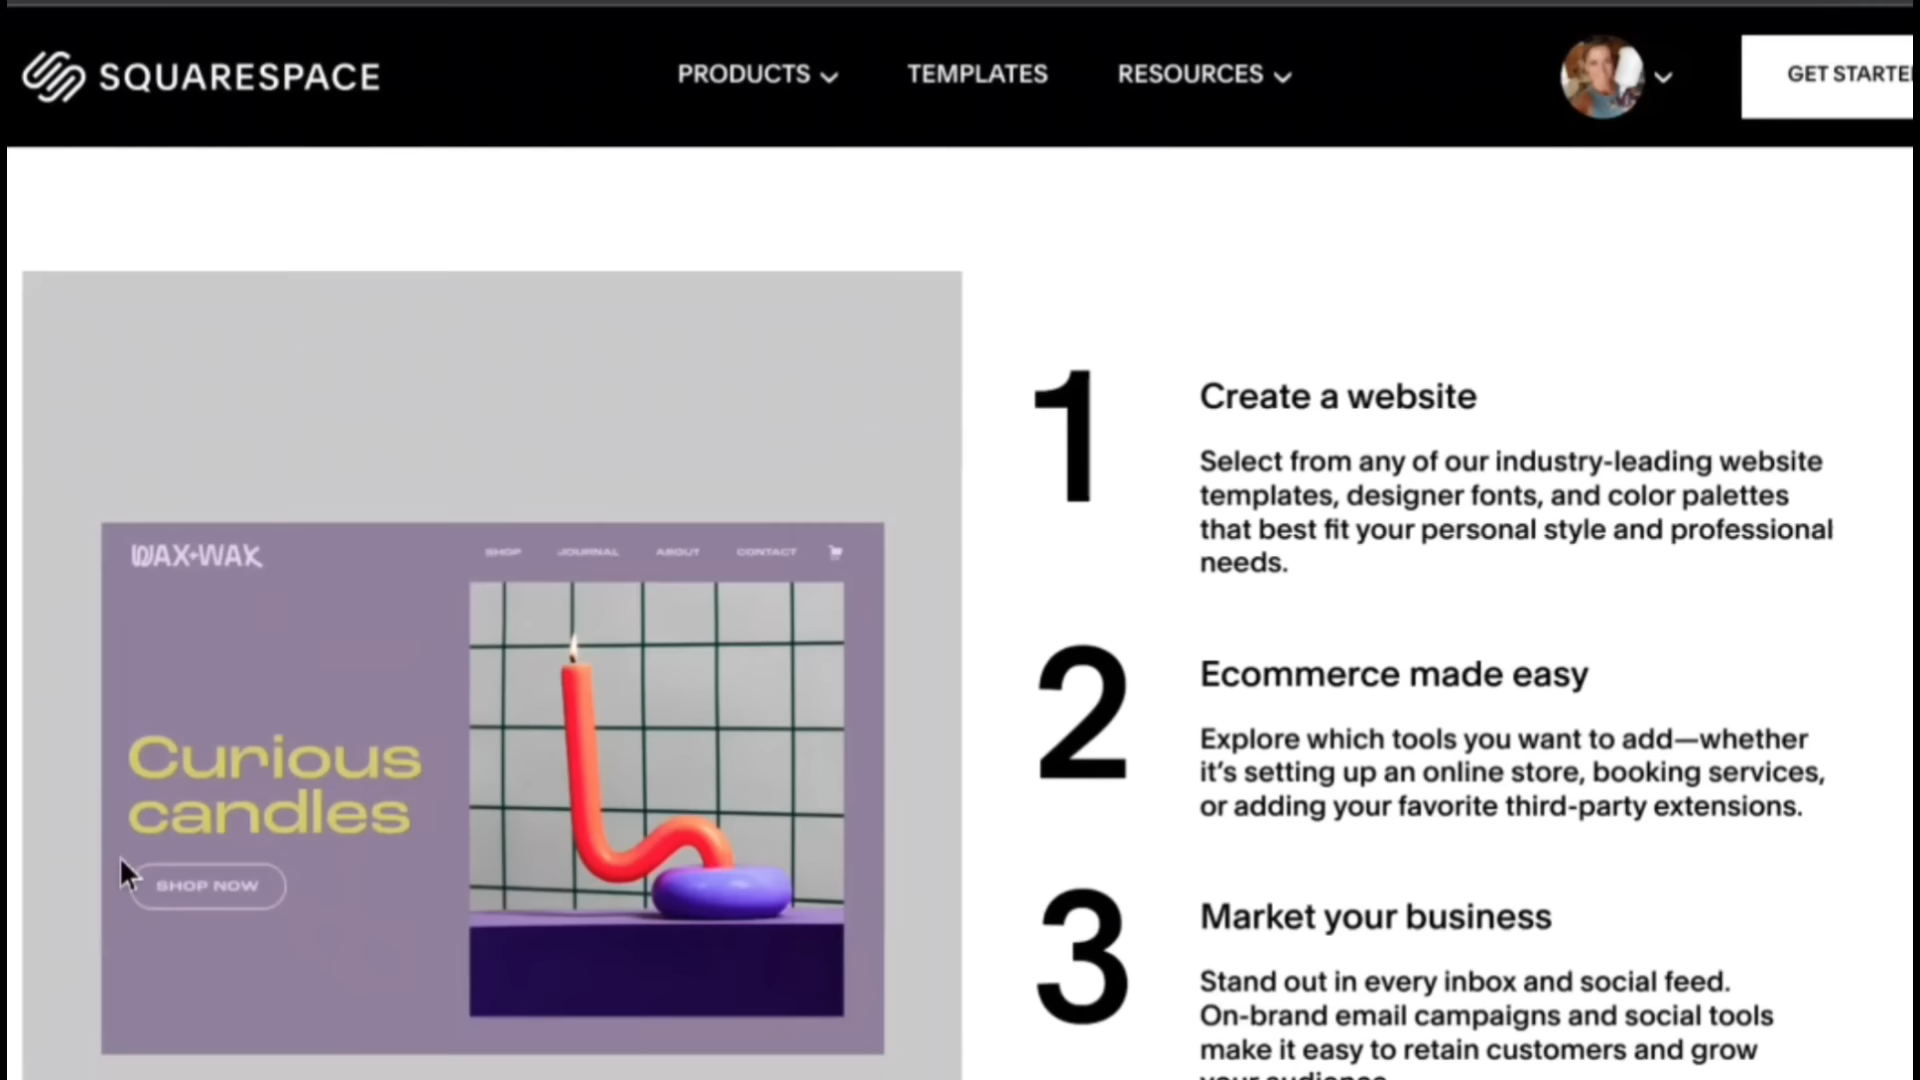 SQUARESPACE
PRODUCTS
TEMPLATES
RESOURCES
GET STARTE
WAX+WAX
SHOP
JOURNAL
ABOUT
CONTACT
Curious
candles
SHOP NOW
1
Create a website
Select from any of our industry-leading website
templates, designer fonts, and color palettes
that best fit your personal style and professional
needs.
2
Ecommerce made easy
Explore which tools you want to add—whether
it's setting up an online store, booking services,
or adding your favorite third-party extensions.
3
Market your business
Stand out in every inbox and social feed.
On-brand email campaigns and social tools
make it easy to retain customers and grow
your audience.